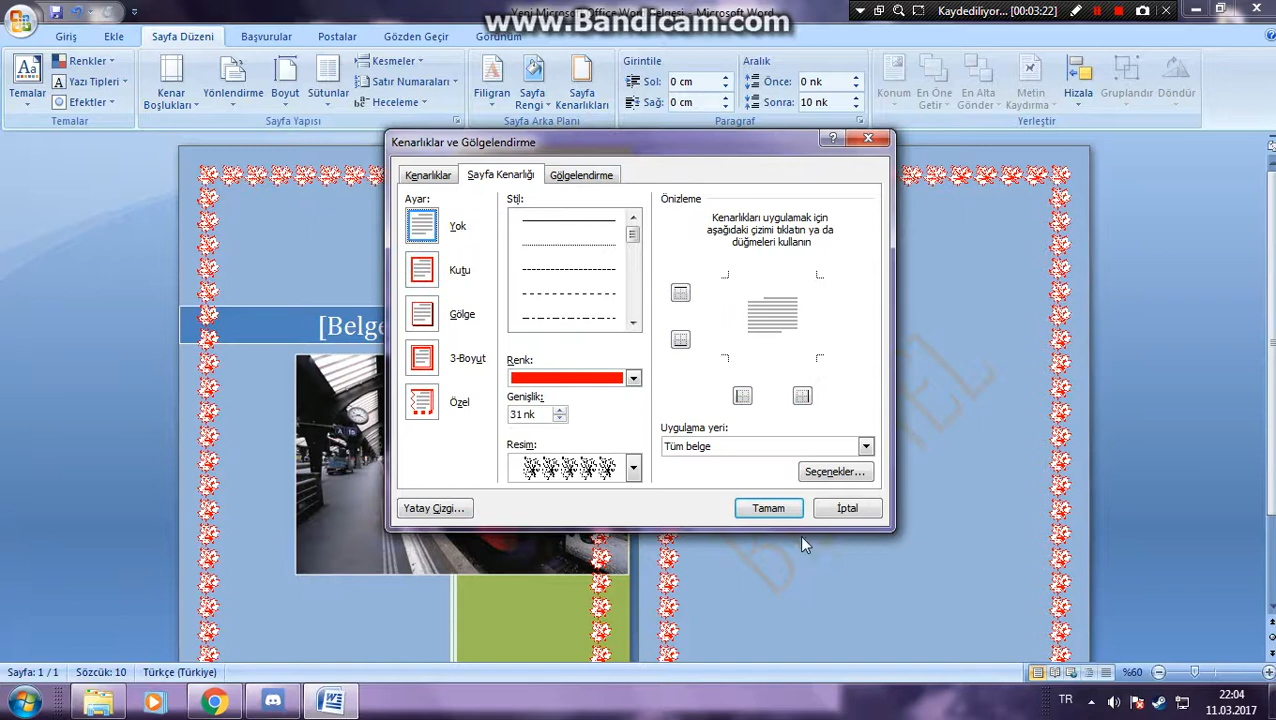 Yeni Microsoft Office Word Belgesi - Microsoft Word
www.Bandicam.com
Kaydediliyor... (00:03:22)
Giriş Ekle Sayfa Düzeni Başvurular Postalar Gözden Geçir Görünüm
Temalar
Renkler
Yazı Tipleri
Efektler
Temalar
Kenar Boşlukları
Yönlendirme
Boyut
Sütunlar
Kesmeler
Satır Numaraları
Heceleme
Sayfa Yapısı
Filigran
Sayfa Rengi
Sayfa Kenarlıkları
Sayfa Arka Planı
Girintile
Sol: 0 cm
Sağ: 0 cm
Aralık
Önce: 0 nk
Sonra: 10 nk
Paragraf
Konum
En Öne Getir
En Alta Gönder
Metin Kaydırma
Hizala
Gruplandır
Döndür
Yerleştir
Kenarlıklar ve Gölgelendirme
Kenarlıklar Sayfa Kenarlığı Gölgelendirme
Ayar:
Yok
Kutu
Gölge
3-Boyut
Özel
Stil:
Renk:
Genişlik:
31 nk
Resim:
Önizleme
Kenarlıkları uygulamak için
aşağıdaki çizimi tıklatın ya da
düğmeleri kullanın
Uygulama yeri:
Tüm belge
Seçenekler...
Yatay Çizgi...
Tamam
İptal
[Belge
Sayfa: 1 / 1 Sözcük: 10 Türkçe (Türkiye)
%60
TR
22:04
11.03.2017